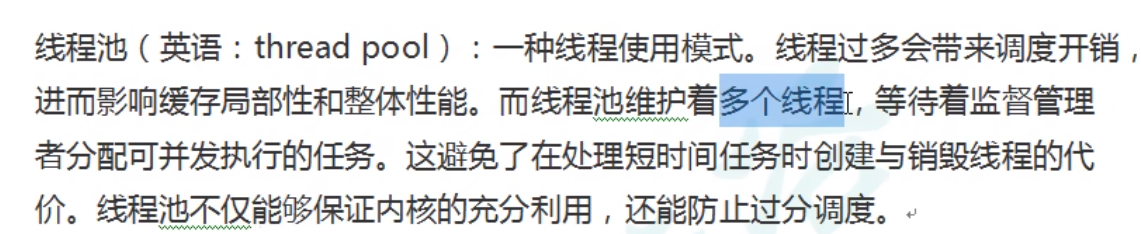 线程池（英语：thread pool）：一种线程使用模式。线程过多会带来调度开销，
进而影响缓存局部性和整体性能。而线程池维护着多个线程，等待着监督管理
者分配可并发执行的任务。这避免了在处理短时间任务时创建与销毁线程的代
价。线程池不仅能够保证内核的充分利用，还能防止过分调度。